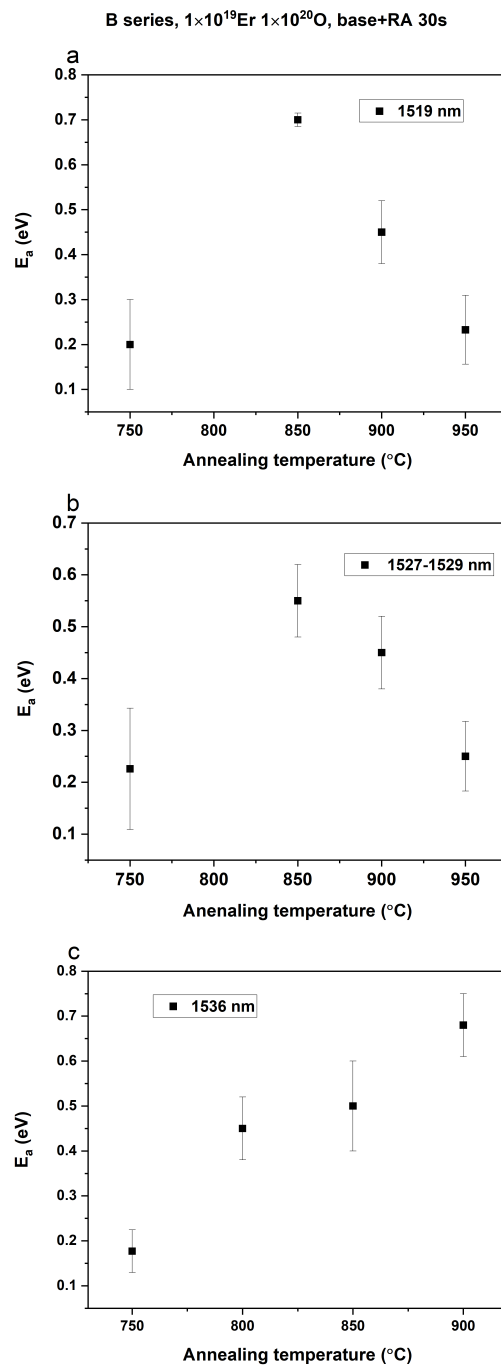 B series, 1×10¹⁹Er 1×10²⁰O, base+RA 30s
a
0.8
0.7
0.6
0.5
0.4
0.3
0.2
0.1
Eₐ (eV)
1519 nm
750 800 850 900 950
Annealing temperature (°C)
b
0.7
0.6
0.5
0.4
0.3
0.2
0.1
Eₐ (eV)
1527-1529 nm
750 800 850 900 950
Anenaling temperature (°C)
c
0.8
0.7
0.6
0.5
0.4
0.3
0.2
0.1
Eₐ (eV)
1536 nm
750 800 850 900
Annealing temperature (°C)